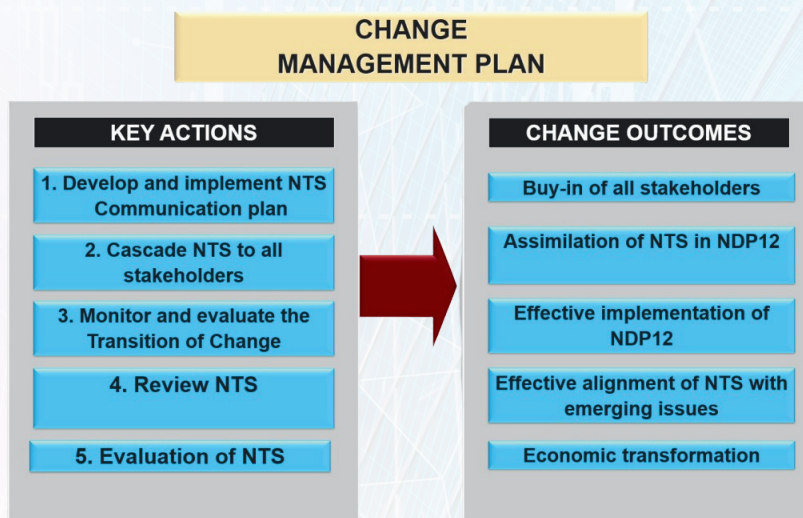 CHANGE
MANAGEMENT PLAN
KEY ACTIONS
1. Develop and implement NTS
Communication plan
2. Cascade NTS to all
stakeholders
3. Monitor and evaluate the
Transition of Change
4. Review NTS
5. Evaluation of NTS
CHANGE OUTCOMES
Buy-in of all stakeholders
Assimilation of NTS in NDP12
Effective implementation of
NDP12
Effective alignment of NTS with
emerging issues
Economic transformation